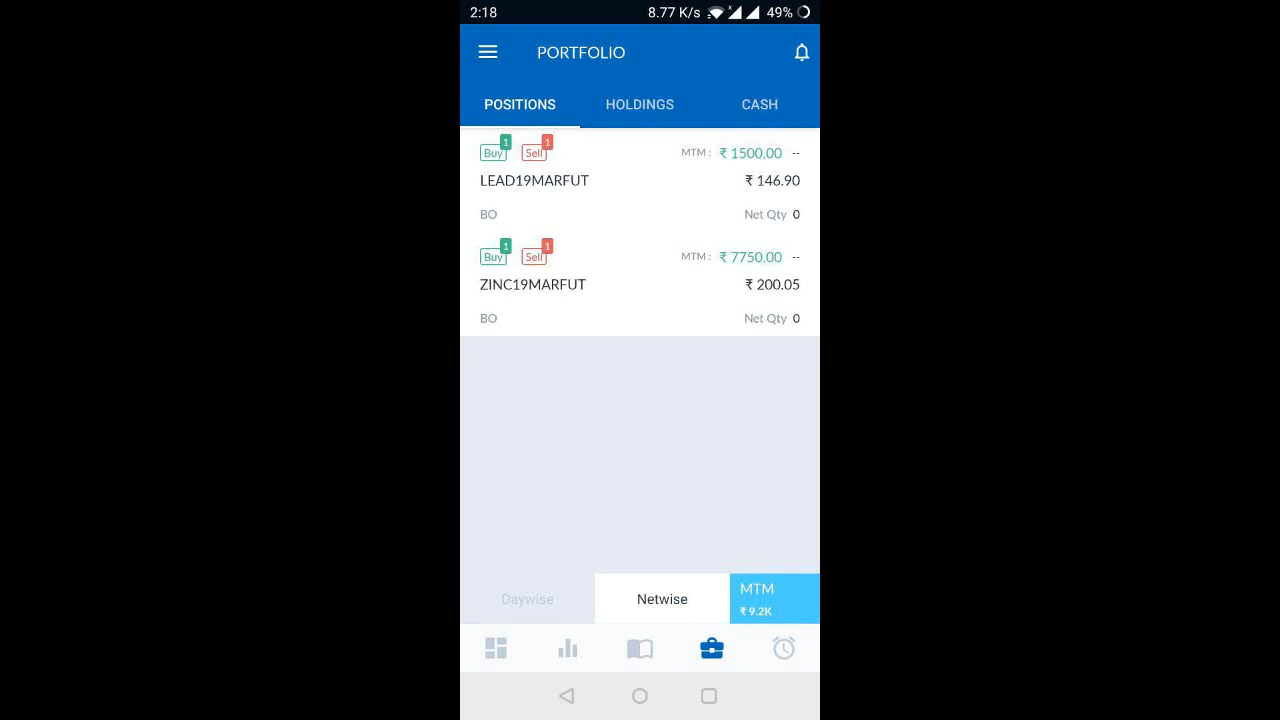 2:18 8.77 K/s x 49%
PORTFOLIO
POSITIONS HOLDINGS CASH
Buy 1 Sell 1 MTM : ₹ 1500.00 --
LEAD19MARFUT ₹ 146.90
BO Net Qty 0
Buy 1 Sell 1 MTM : ₹ 7750.00 --
ZINC19MARFUT ₹ 200.05
BO Net Qty 0
Daywise Netwise MTM
₹ 9.2K